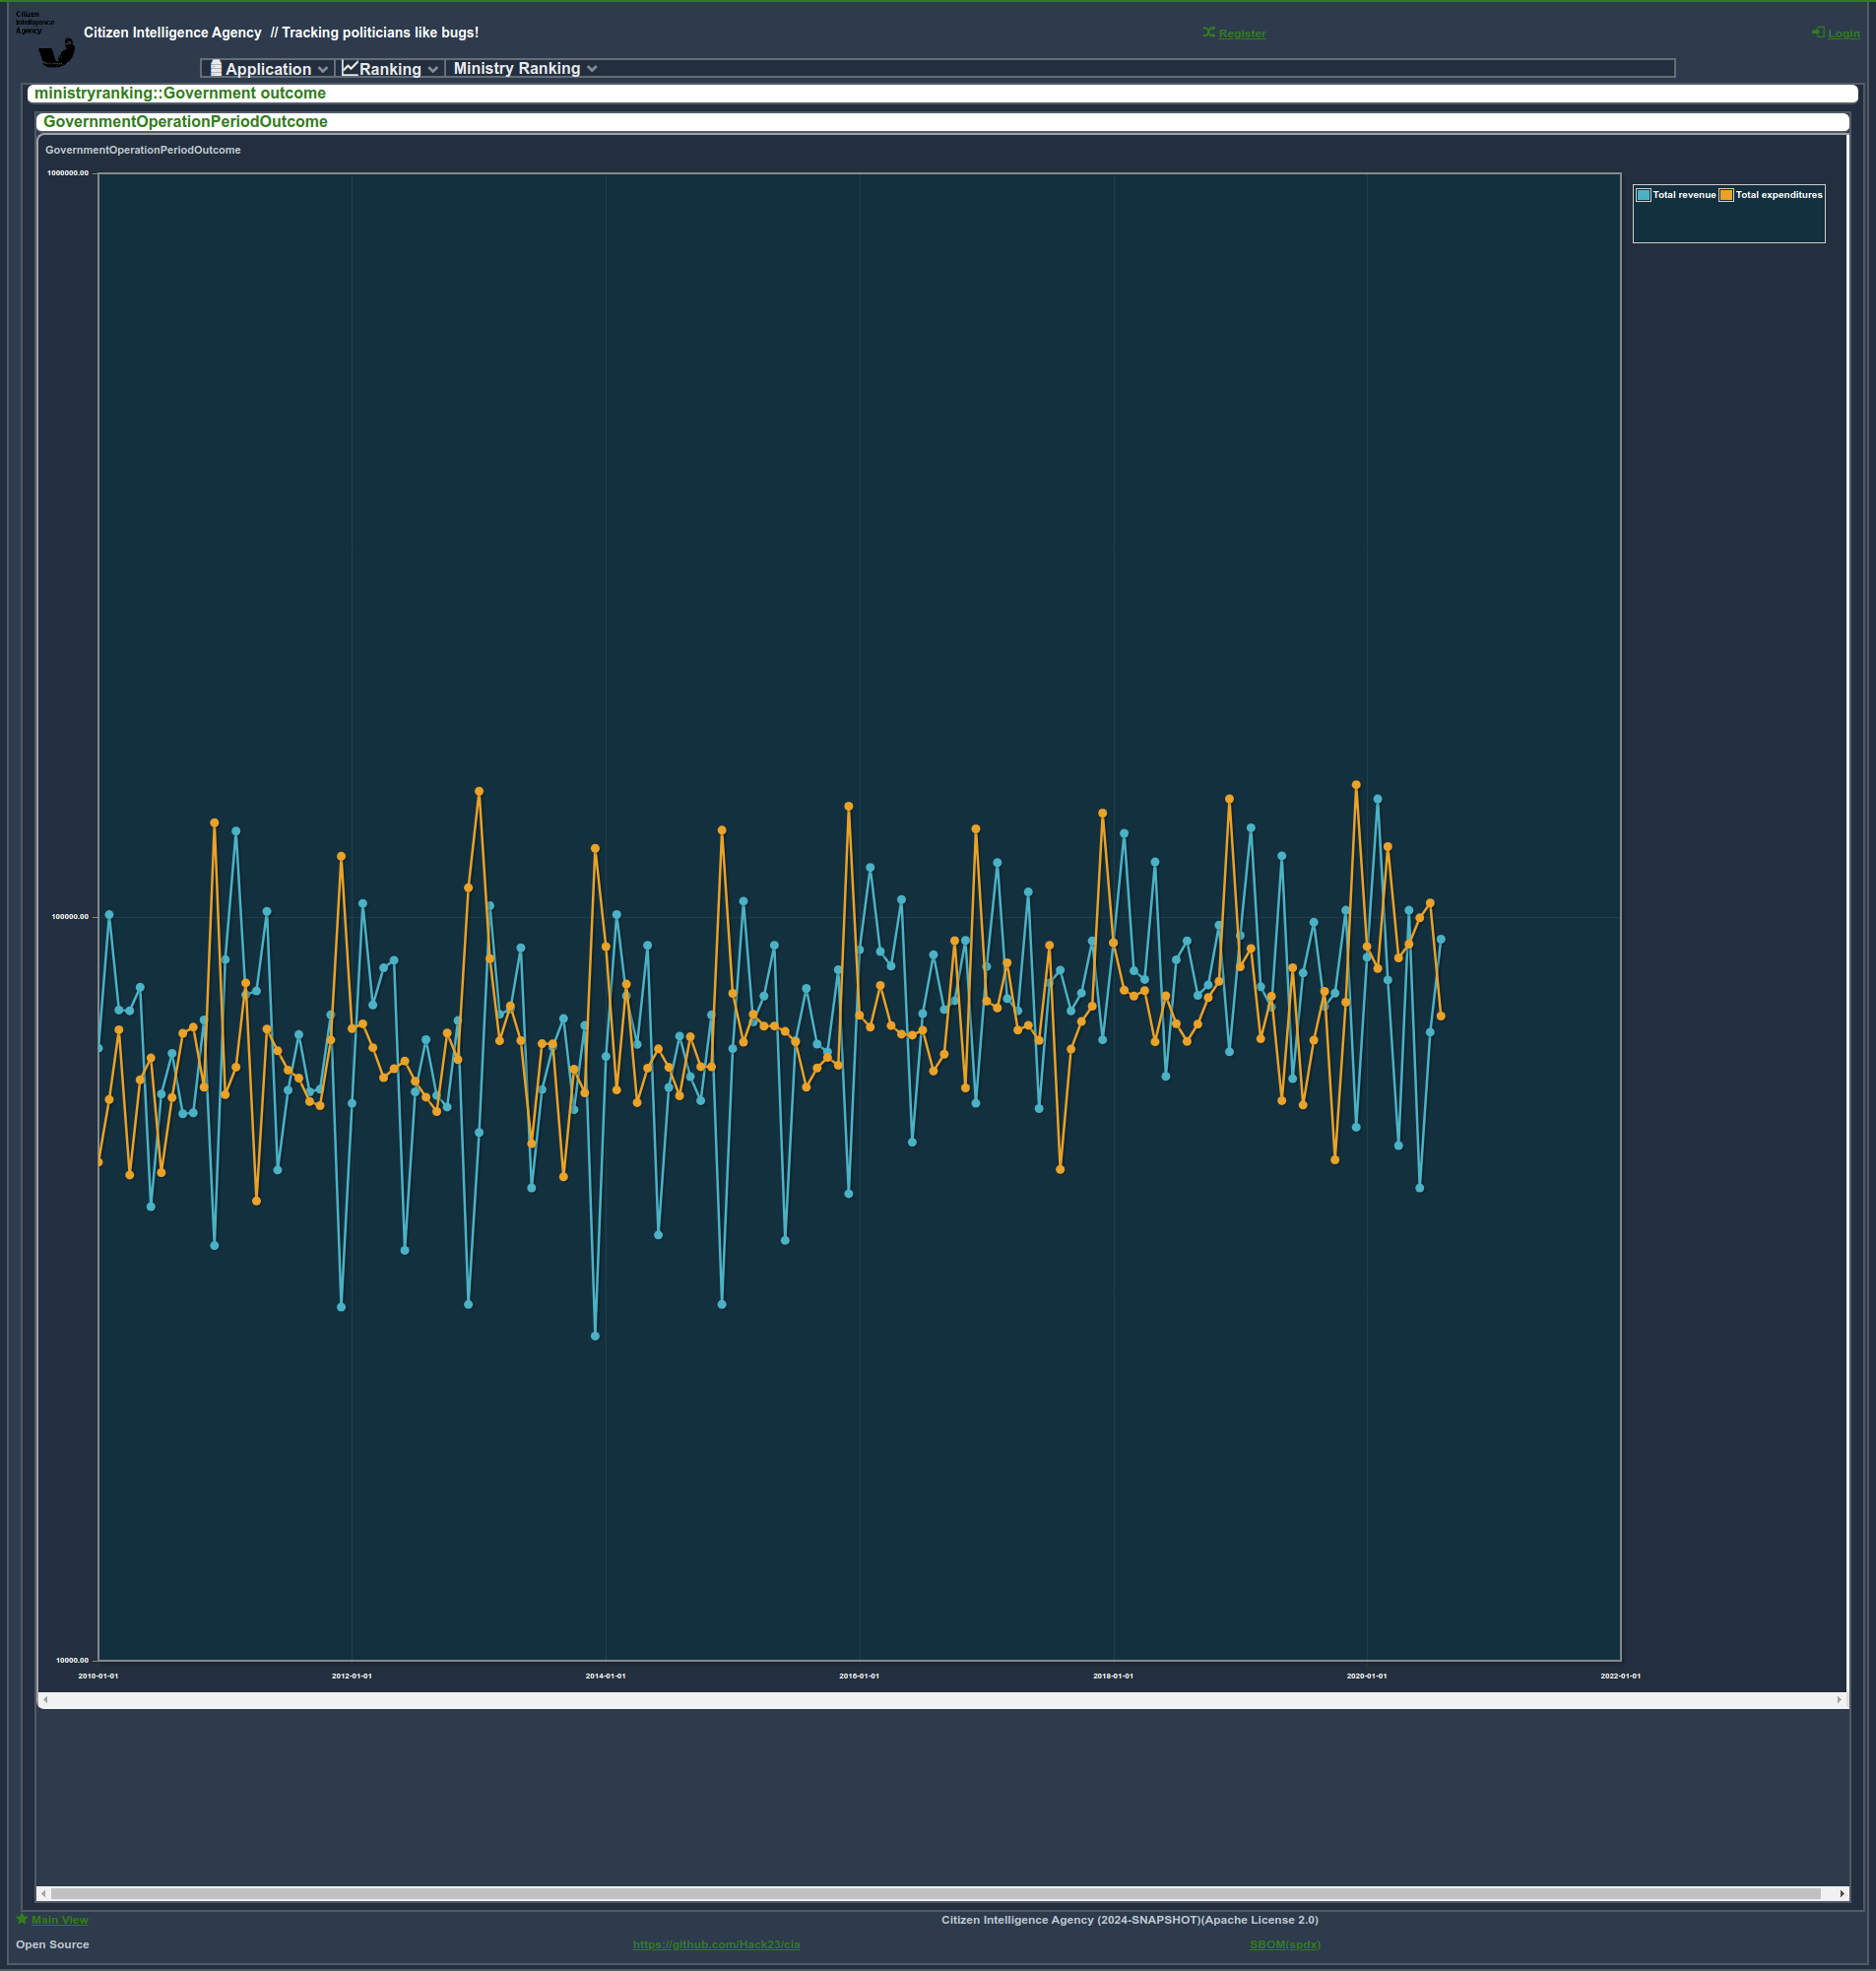 Citizen
Intelligence
Agency
Citizen Intelligence Agency // Tracking politicians like bugs!
Register
Login
Application
Ranking
Ministry Ranking
ministryranking::Government outcome
GovernmentOperationPeriodOutcome
GovernmentOperationPeriodOutcome
1000000.00
Total revenue
Total expenditures
100000.00
10000.00
2010-01-01
2012-01-01
2014-01-01
2016-01-01
2018-01-01
2020-01-01
2022-01-01
Main View
Citizen Intelligence Agency (2024-SNAPSHOT)(Apache License 2.0)
Open Source
https://github.com/Hack23/cia
SBOM(spdx)